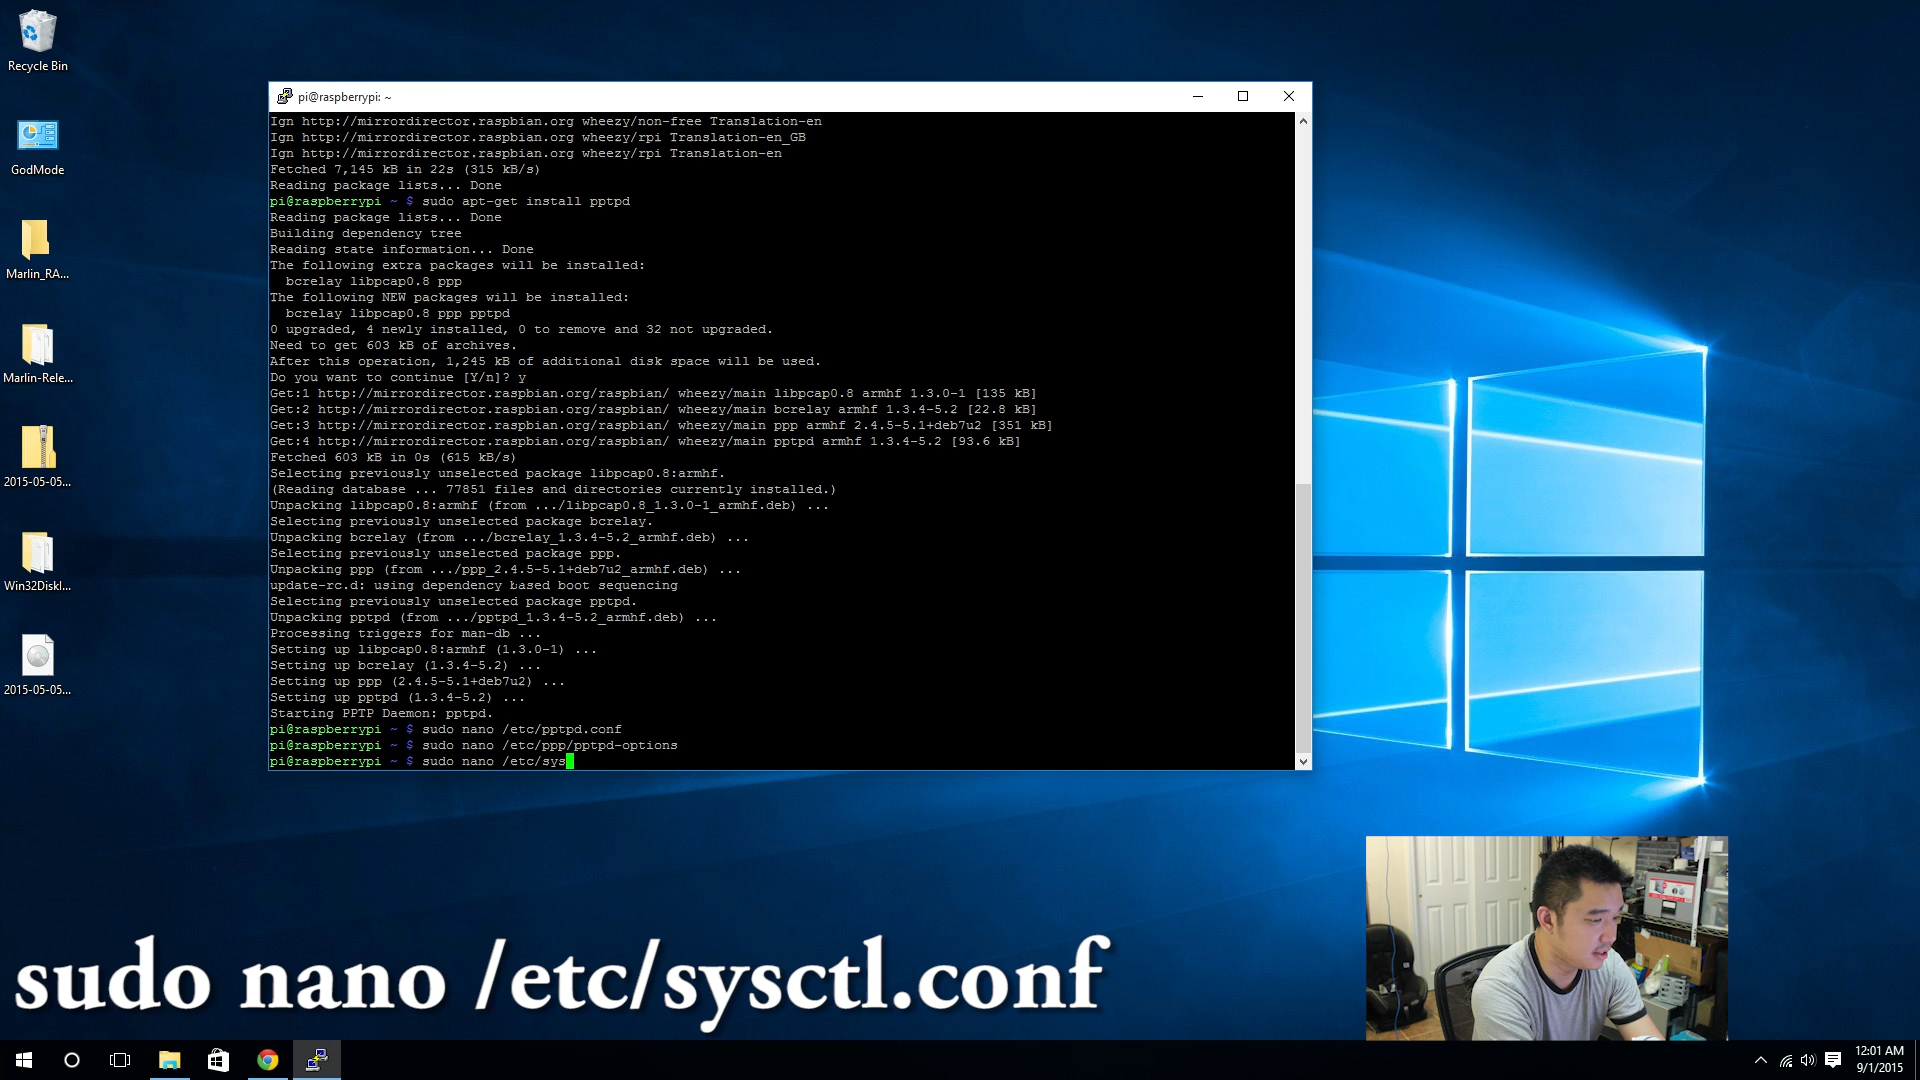 Recycle Bin
GodMode
Marlin_RA...
Marlin-Rele...
2015-05-05...
Win32DiskI...
2015-05-05...
pi@raspberrypi: ~
Ign http://mirrordirector.raspbian.org wheezy/non-free Translation-en
Ign http://mirrordirector.raspbian.org wheezy/rpi Translation-en_GB
Ign http://mirrordirector.raspbian.org wheezy/rpi Translation-en
Fetched 7,145 kB in 22s (315 kB/s)
Reading package lists... Done
pi@raspberrypi ~ $ sudo apt-get install pptpd
Reading package lists... Done
Building dependency tree
Reading state information... Done
The following extra packages will be installed:
  bcrelay libpcap0.8 ppp
The following NEW packages will be installed:
  bcrelay libpcap0.8 ppp pptpd
0 upgraded, 4 newly installed, 0 to remove and 32 not upgraded.
Need to get 603 kB of archives.
After this operation, 1,245 kB of additional disk space will be used.
Do you want to continue [Y/n]? y
Get:1 http://mirrordirector.raspbian.org/raspbian/ wheezy/main libpcap0.8 armhf 1.3.0-1 [135 kB]
Get:2 http://mirrordirector.raspbian.org/raspbian/ wheezy/main bcrelay armhf 1.3.4-5.2 [22.8 kB]
Get:3 http://mirrordirector.raspbian.org/raspbian/ wheezy/main ppp armhf 2.4.5-5.1+deb7u2 [351 kB]
Get:4 http://mirrordirector.raspbian.org/raspbian/ wheezy/main pptpd armhf 1.3.4-5.2 [93.6 kB]
Fetched 603 kB in 0s (615 kB/s)
Selecting previously unselected package libpcap0.8:armhf.
(Reading database ... 77851 files and directories currently installed.)
Unpacking libpcap0.8:armhf (from .../libpcap0.8_1.3.0-1_armhf.deb) ...
Selecting previously unselected package bcrelay.
Unpacking bcrelay (from .../bcrelay_1.3.4-5.2_armhf.deb) ...
Selecting previously unselected package ppp.
Unpacking ppp (from .../ppp_2.4.5-5.1+deb7u2_armhf.deb) ...
update-rc.d: using dependency based boot sequencing
Selecting previously unselected package pptpd.
Unpacking pptpd (from .../pptpd_1.3.4-5.2_armhf.deb) ...
Processing triggers for man-db ...
Setting up libpcap0.8:armhf (1.3.0-1) ...
Setting up bcrelay (1.3.4-5.2) ...
Setting up ppp (2.4.5-5.1+deb7u2) ...
Setting up pptpd (1.3.4-5.2) ...
Starting PPTP Daemon: pptpd.
pi@raspberrypi ~ $ sudo nano /etc/pptpd.conf
pi@raspberrypi ~ $ sudo nano /etc/ppp/pptpd-options
pi@raspberrypi ~ $ sudo nano /etc/sys
sudo nano /etc/sysctl.conf
12:01 AM
9/1/2015